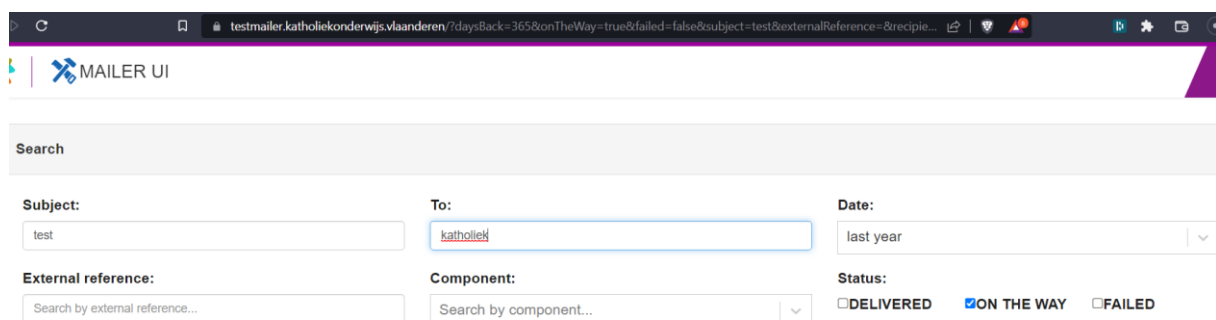 testmailer.katholiekonderwijs.vlaanderen/?daysBack=365&onTheWay=true&failed=false&subject=test&externalReference=&recipie...
MAILER UI
Search
Subject: To: Date:
test katholiek last year
External reference: Component: Status:
Search by external reference... Search by component... DELIVERED ON THE WAY FAILED